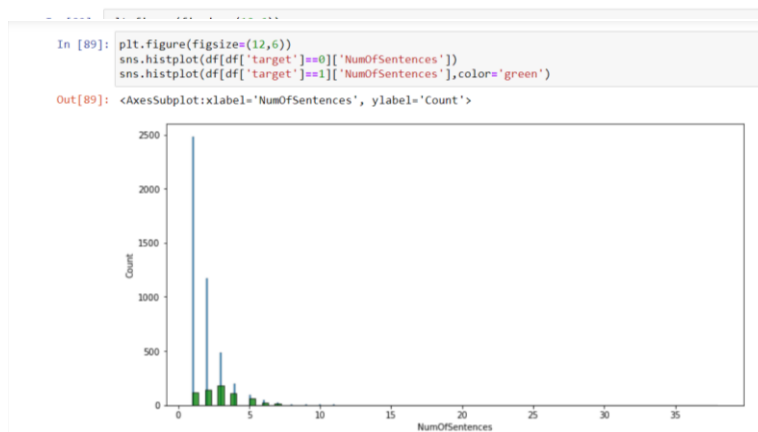 In [89]: plt.figure(figsize=(12,6))
sns.histplot(df[df['target']==0]['NumOfSentences'])
sns.histplot(df[df['target']==1]['NumOfSentences'],color='green')
Out[89]: <AxesSubplot:xlabel='NumOfSentences', ylabel='Count'>
2500
2000
1500
1000
500
0
Count
0 5 10 15 20 25 30 35
NumOfSentences